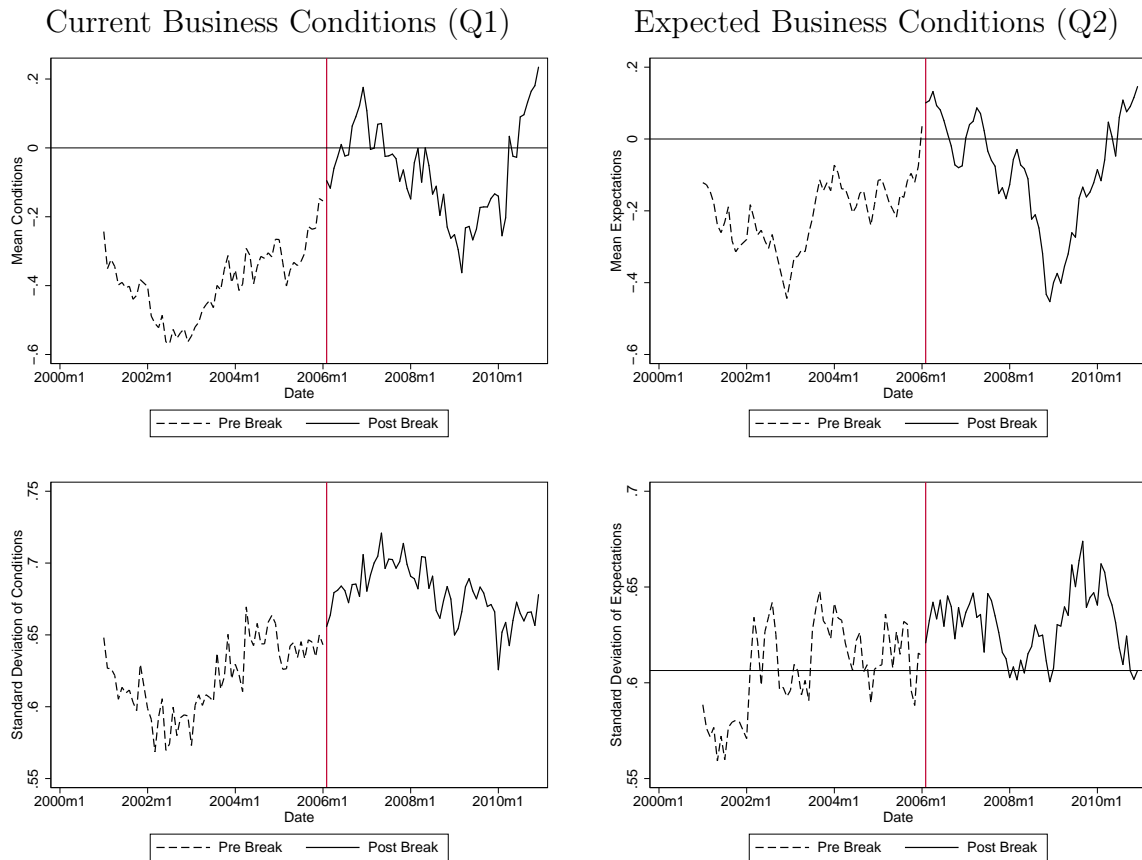 Current Business Conditions (Q1)
Expected Business Conditions (Q2)
Mean Conditions
.2
0
-.2
-.4
-.6
2000m1 2002m1 2004m1 2006m1 2008m1 2010m1
Date
Pre Break Post Break
Mean Expectations
.2
0
-.2
-.4
-.6
2000m1 2002m1 2004m1 2006m1 2008m1 2010m1
Date
Pre Break Post Break
Standard Deviation of Conditions
.75
.7
.65
.6
.55
2000m1 2002m1 2004m1 2006m1 2008m1 2010m1
Date
Pre Break Post Break
Standard Deviation of Expectations
.7
.65
.6
.55
2000m1 2002m1 2004m1 2006m1 2008m1 2010m1
Date
Pre Break Post Break